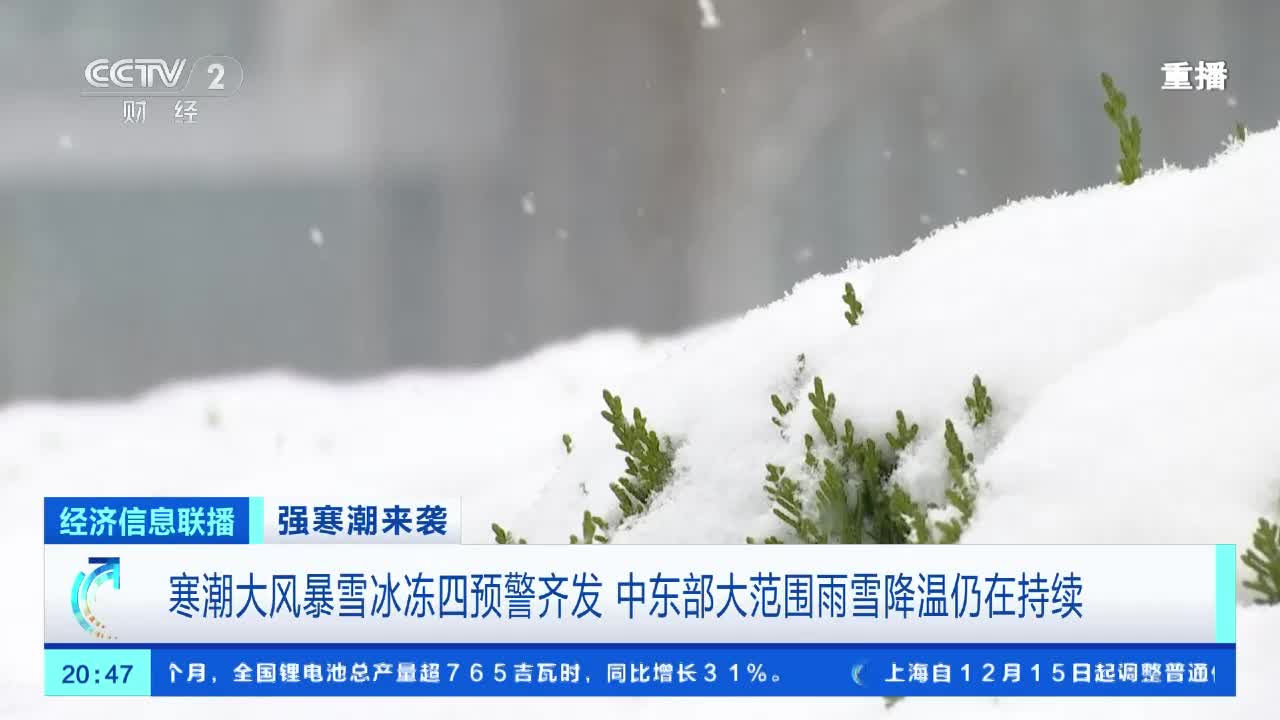 CCTV 2
财 经
重播
经济信息联播
强寒潮来袭
寒潮大风暴雪冰冻四预警齐发 中东部大范围雨雪降温仍在持续
20:47
个月，全国锂电池总产量超765吉瓦时，同比增长31%。 上海自12月15日起调整普通